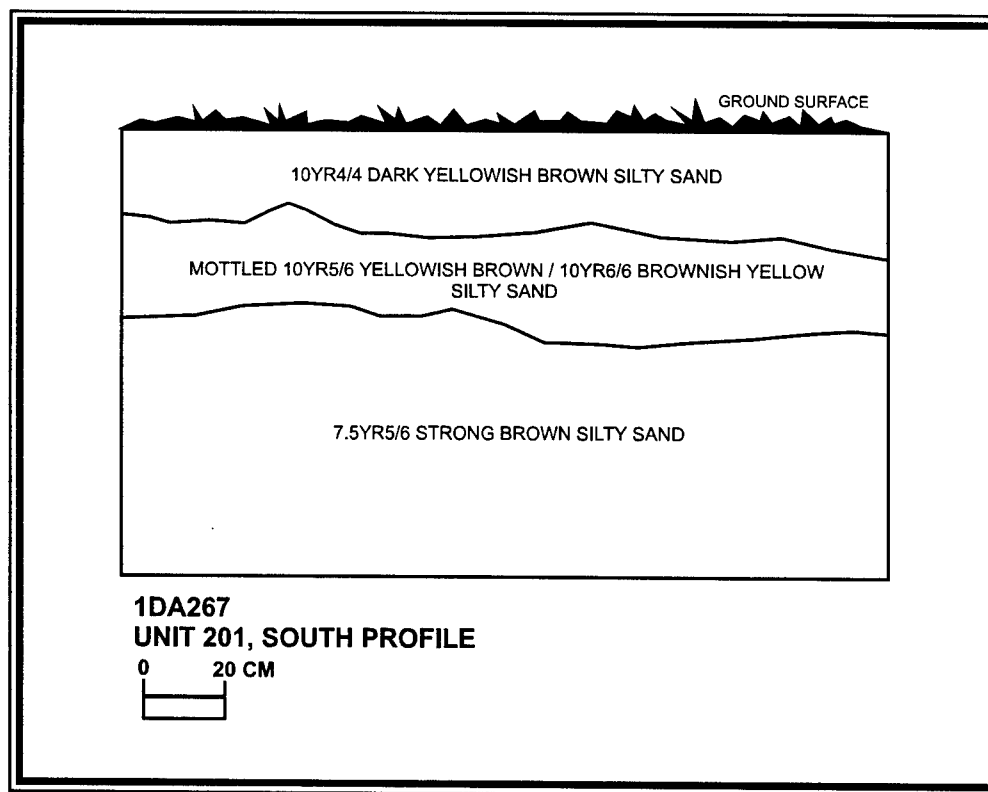 GROUND SURFACE
10YR4/4 DARK YELLOWISH BROWN SILTY SAND
MOTTLED 10YR5/6 YELLOWISH BROWN / 10YR6/6 BROWNISH YELLOW
SILTY SAND
7.5YR5/6 STRONG BROWN SILTY SAND
1DA267
UNIT 201, SOUTH PROFILE
0 20 CM